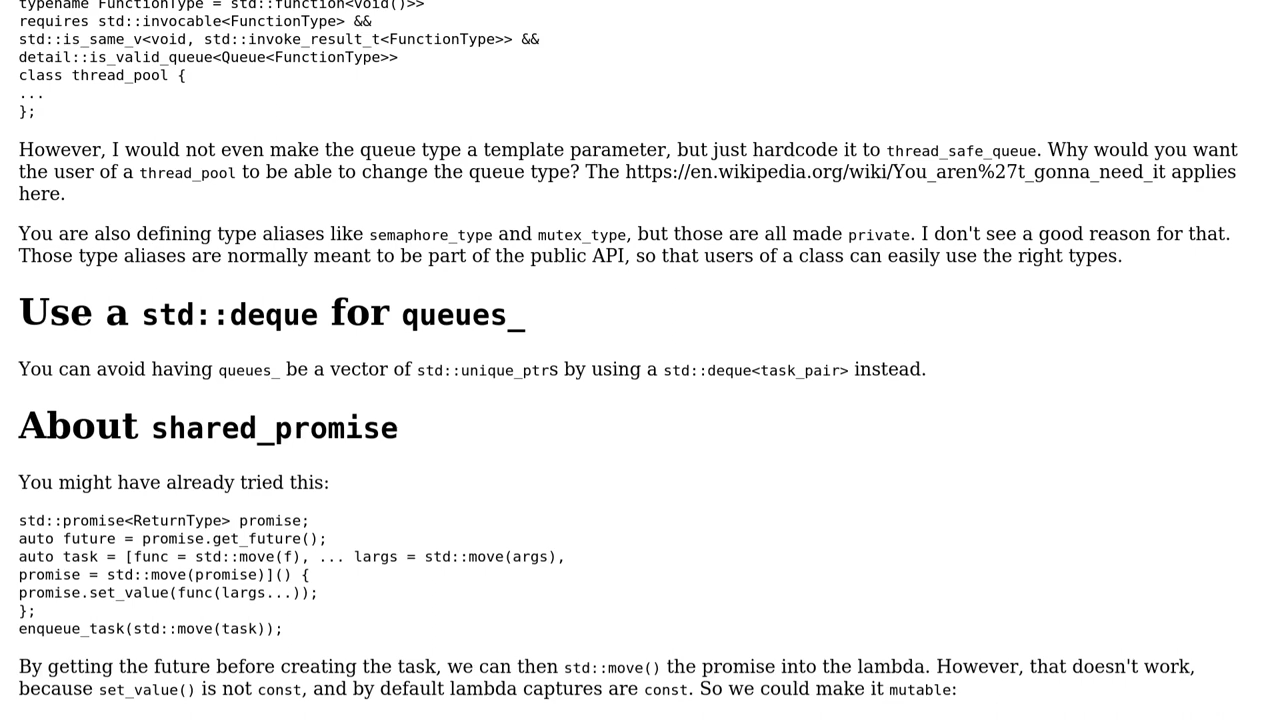 typename FunctionType = std::function<void()>>
requires std::invocable<FunctionType> &&
std::is_same_v<void, std::invoke_result_t<FunctionType>> &&
detail::is_valid_queue<Queue<FunctionType>>
class thread_pool {
...
};
However, I would not even make the queue type a template parameter, but just hardcode it to thread_safe_queue. Why would you want
the user of a thread_pool to be able to change the queue type? The https://en.wikipedia.org/wiki/You_aren%27t_gonna_need_it applies
here.
You are also defining type aliases like semaphore_type and mutex_type, but those are all made private. I don't see a good reason for that.
Those type aliases are normally meant to be part of the public API, so that users of a class can easily use the right types.
Use a std::deque for queues_
You can avoid having queues_ be a vector of std::unique_ptrs by using a std::deque<task_pair> instead.
About shared_promise
You might have already tried this:
std::promise<ReturnType> promise;
auto future = promise.get_future();
auto task = [func = std::move(f), ... largs = std::move(args),
promise = std::move(promise)]() {
promise.set_value(func(largs...));
};
enqueue_task(std::move(task));
By getting the future before creating the task, we can then std::move() the promise into the lambda. However, that doesn't work,
because set_value() is not const, and by default lambda captures are const. So we could make it mutable: